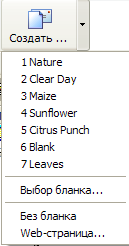 Создать ...
1 Nature
2 Clear Day
3 Maize
4 Sunflower
5 Citrus Punch
6 Blank
7 Leaves
Выбор бланка...
Без бланка
Web-страница...